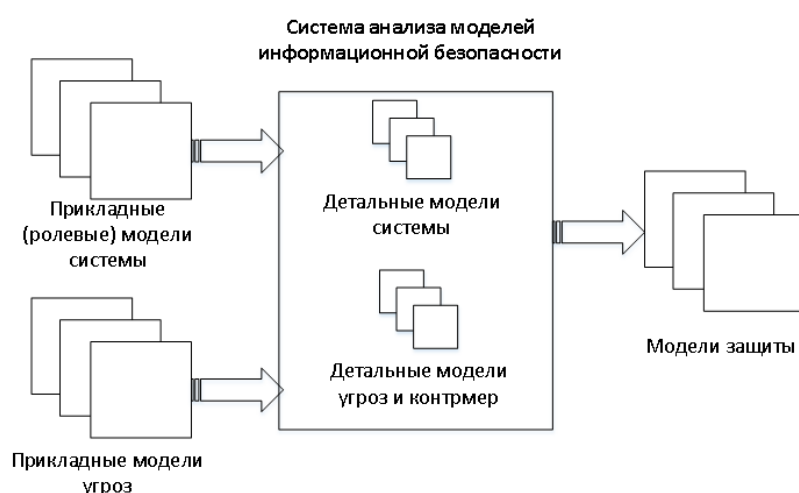 Система анализа моделей
информационной безопасности
Прикладные
(ролевые) модели
системы
Детальные модели
системы
Детальные модели
угроз и контрмер
Модели защиты
Прикладные модели
угроз